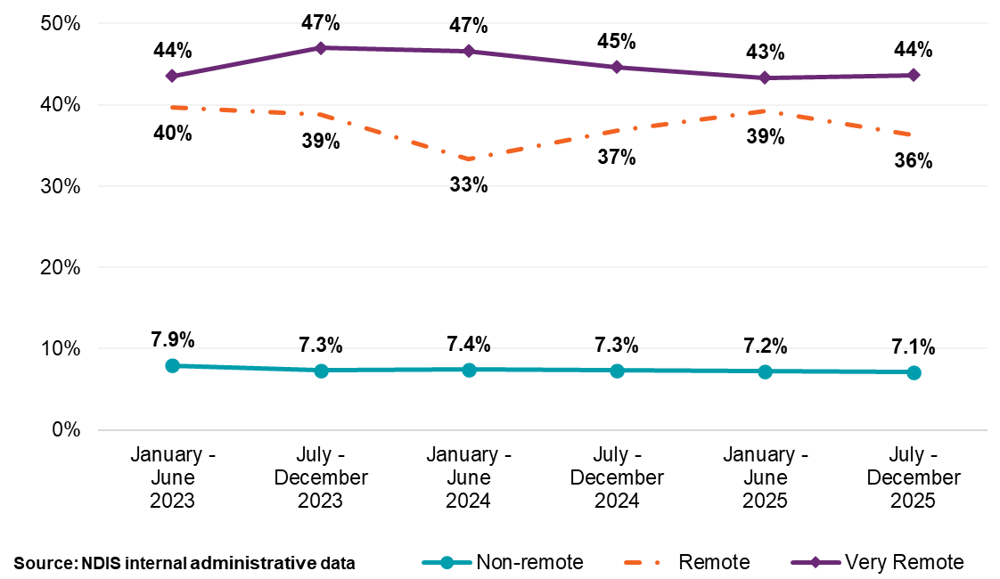 50%
40%
30%
20%
10%
0%
44%
47%
47%
45%
43%
44%
40%
39%
33%
37%
39%
36%
7.9%
7.3%
7.4%
7.3%
7.2%
7.1%
January -
June
2023
July -
December
2023
January -
June
2024
July -
December
2024
January -
June
2025
July -
December
2025
Source: NDIS internal administrative data
Non-remote
Remote
Very Remote